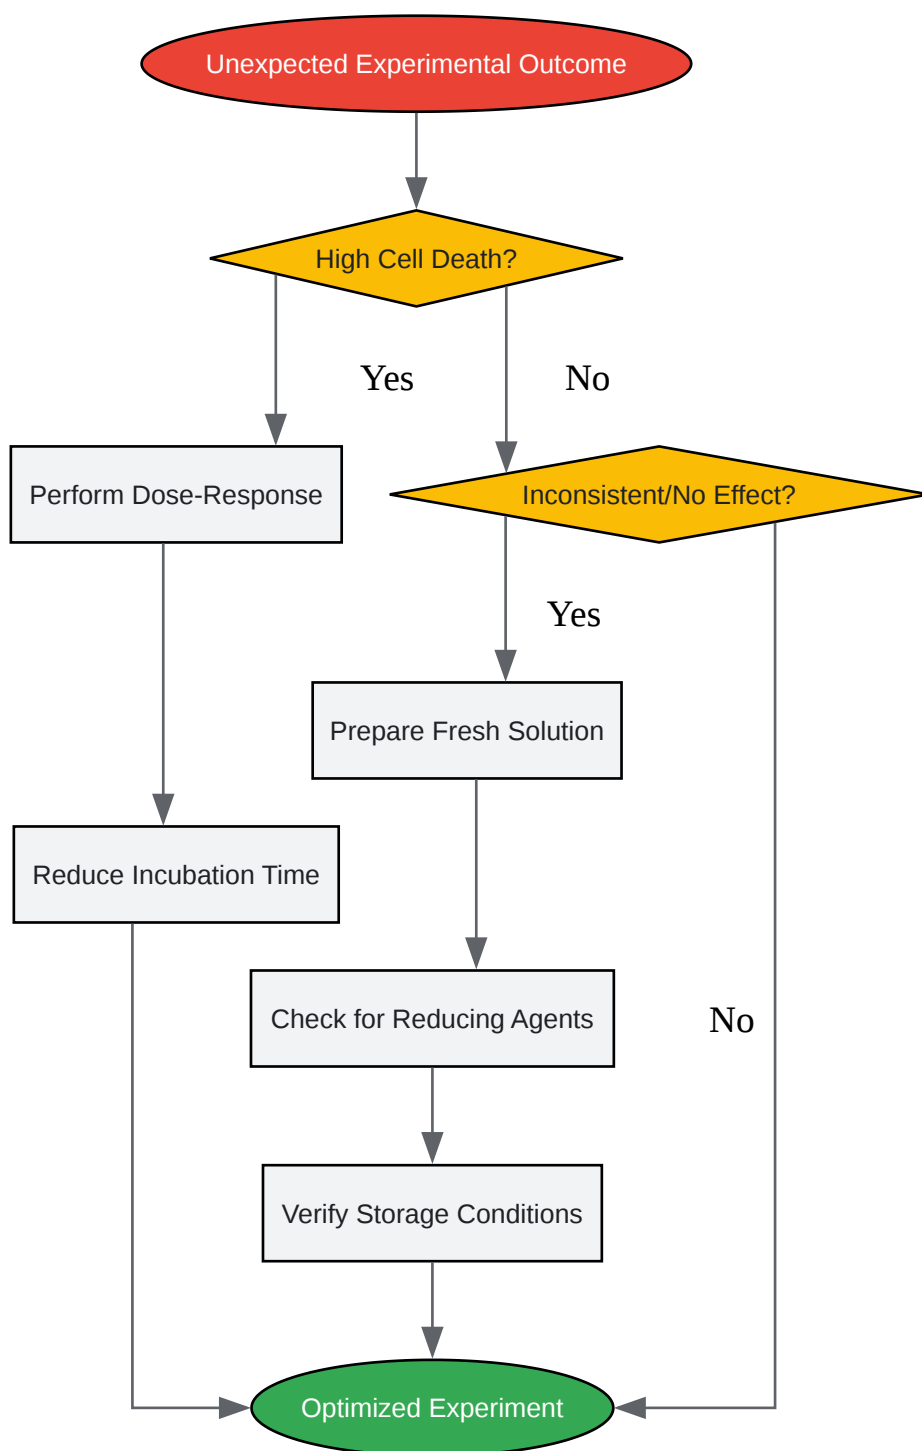 Unexpected Experimental Outcome
High Cell Death?
Yes
No
Perform Dose-Response
Inconsistent/No Effect?
Yes
Prepare Fresh Solution
Reduce Incubation Time
Check for Reducing Agents
No
Verify Storage Conditions
Optimized Experiment